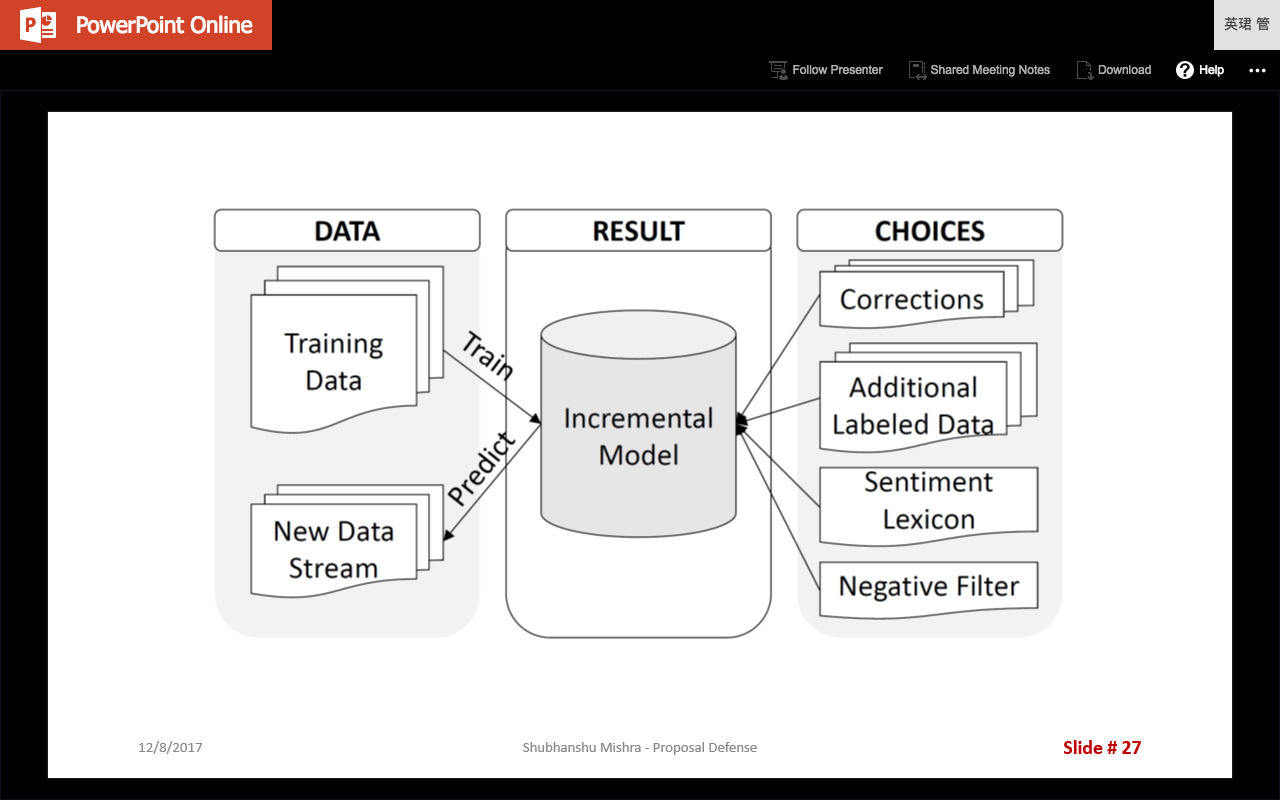 PowerPoint Online
英珺 管
Follow Presenter
Shared Meeting Notes
Download
Help
DATA
RESULT
CHOICES
Training
Data
New Data
Stream
Train
Predict
Incremental
Model
Corrections
Additional
Labeled Data
Sentiment
Lexicon
Negative Filter
12/8/2017
Shubhanshu Mishra - Proposal Defense
Slide # 27